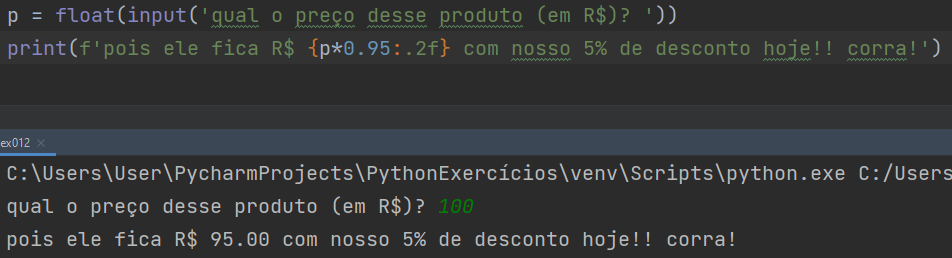 p = float(input('qual o preço desse produto (em R$)? '))
print(f'pois ele fica R$ {p*0.95:.2f} com nosso 5% de desconto hoje!! corra!')
ex012 ×
C:\Users\User\PycharmProjects\PythonExercícios\venv\Scripts\python.exe C:/Users
qual o preço desse produto (em R$)? 100
pois ele fica R$ 95.00 com nosso 5% de desconto hoje!! corra!